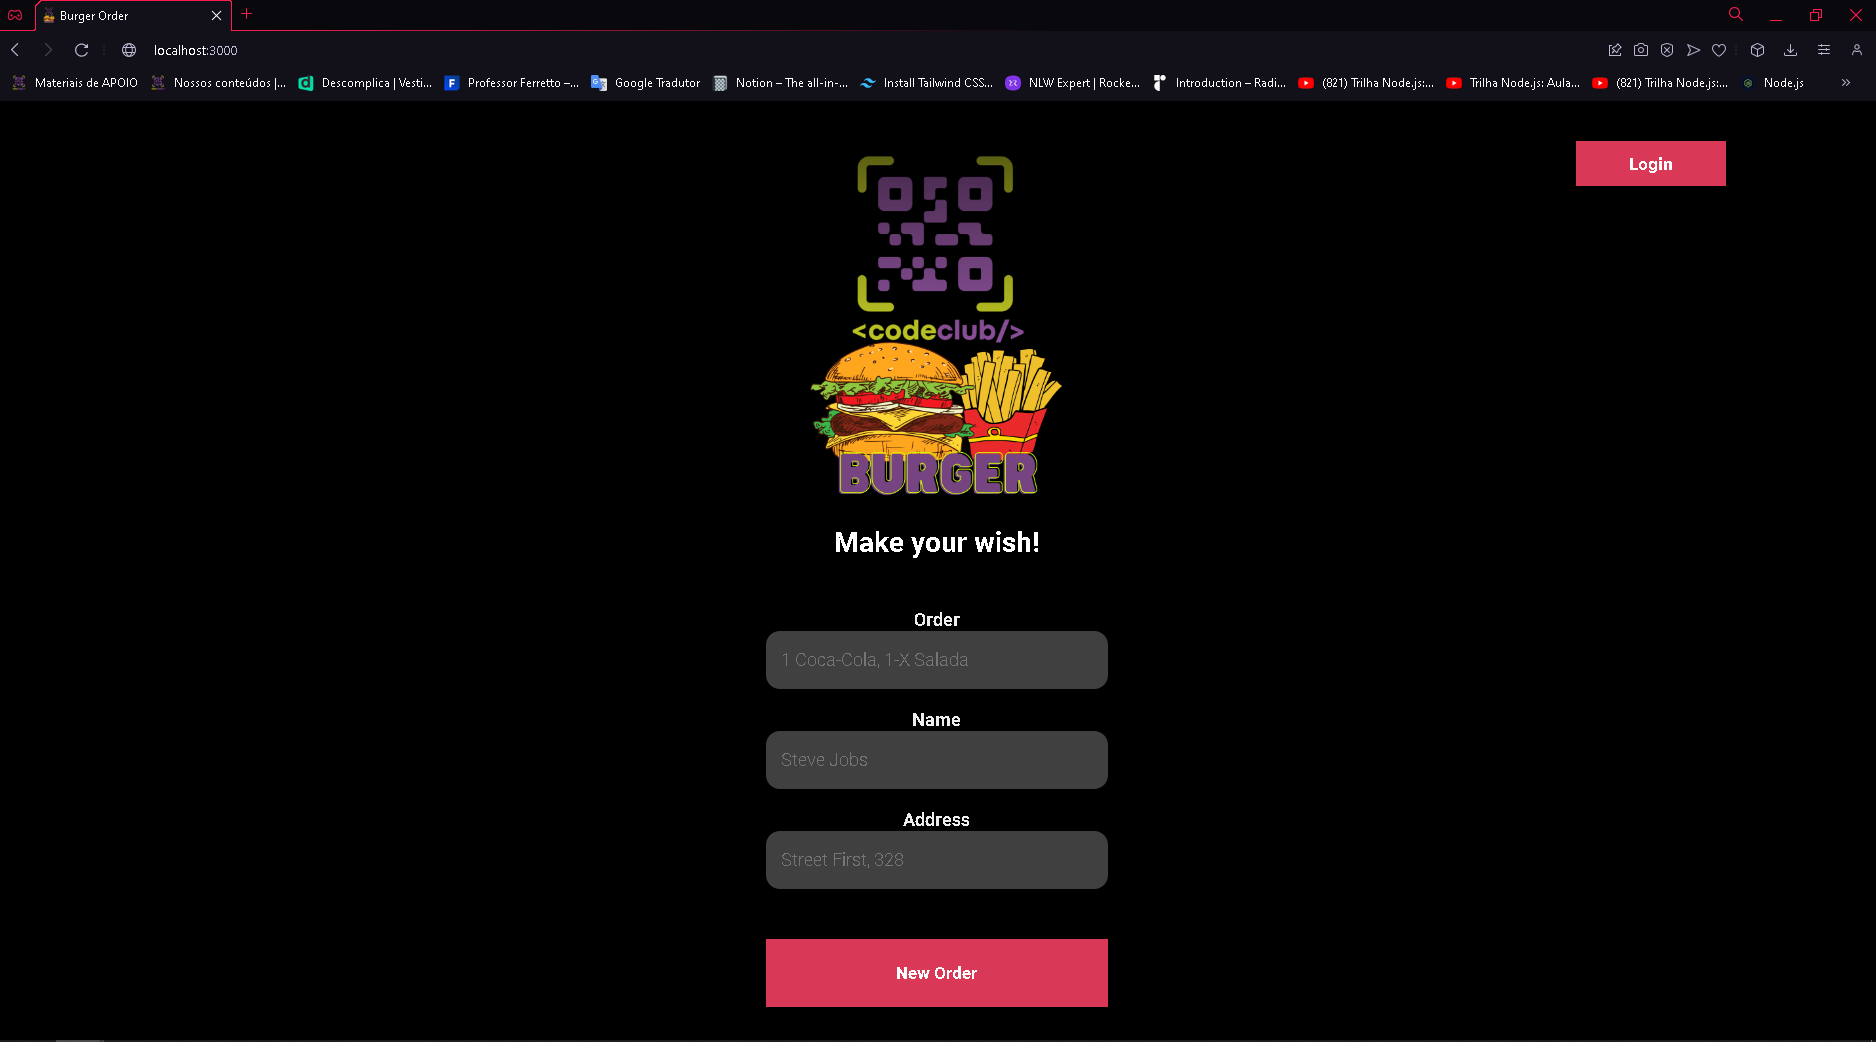 Burger Order
localhost:3000
Materiais de APOIO
Nossos conteúdos |...
Descomplica | Vesti...
Professor Ferretto –...
Google Tradutor
Notion – The all-in-...
Install Tailwind CSS...
NLW Expert | Rocke...
Introduction – Radi...
(821) Trilha Node.js:...
Trilha Node.js: Aula...
(821) Trilha Node.js:...
Node.js
Login
<codeclub/>
BURGER
Make your wish!
Order
1 Coca-Cola, 1-X Salada
Name
Steve Jobs
Address
Street First, 328
New Order